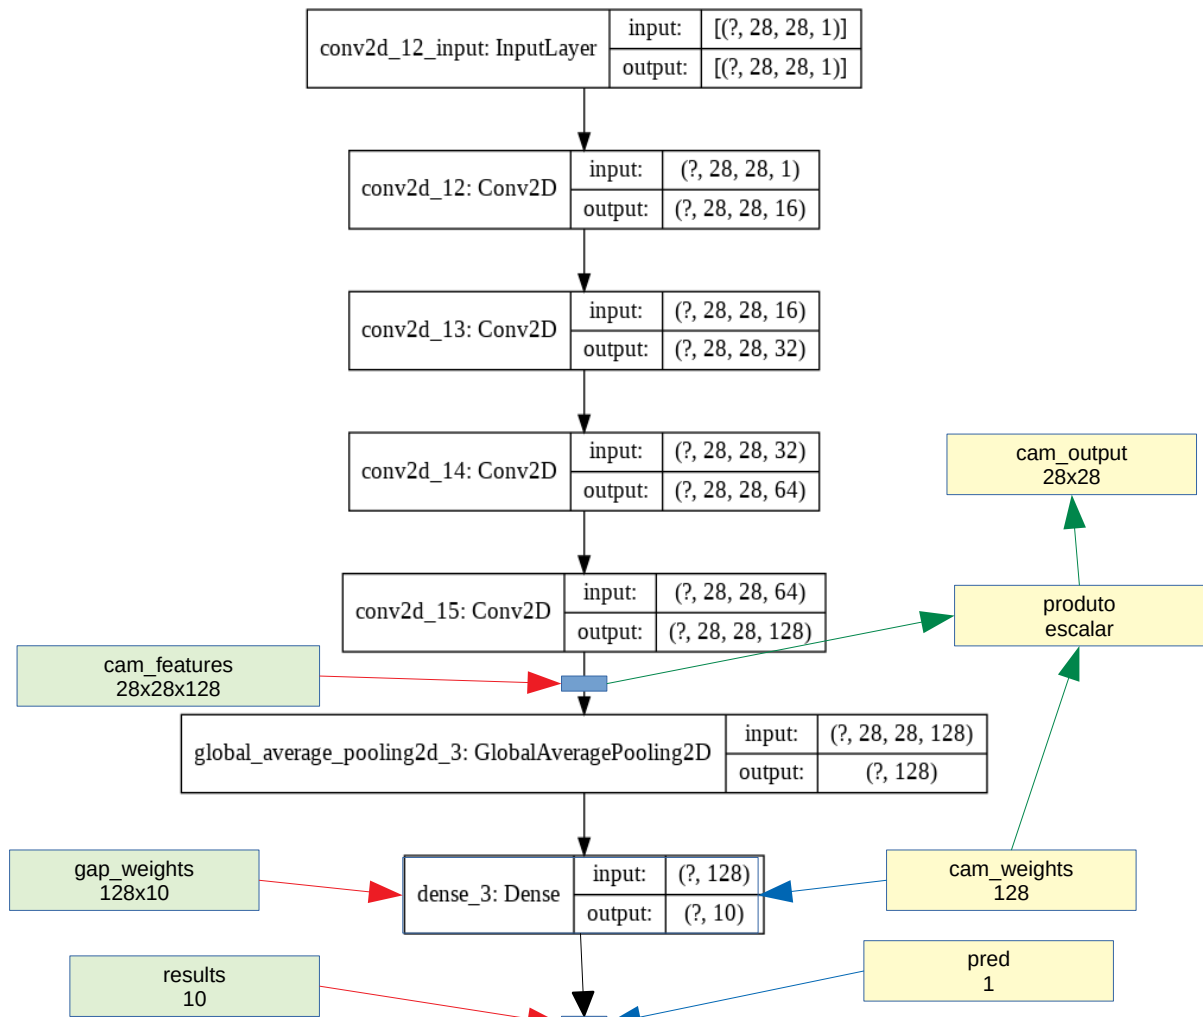 conv2d_12_input: InputLayer
input:
[(?, 28, 28, 1)]
output:
[(?, 28, 28, 1)]
conv2d_12: Conv2D
input:
(?, 28, 28, 1)
output:
(?, 28, 28, 16)
conv2d_13: Conv2D
input:
(?, 28, 28, 16)
output:
(?, 28, 28, 32)
conv2d_14: Conv2D
input:
(?, 28, 28, 32)
output:
(?, 28, 28, 64)
cam_output
28x28
conv2d_15: Conv2D
input:
(?, 28, 28, 64)
output:
(?, 28, 28, 128)
produto
escalar
cam_features
28x28x128
global_average_pooling2d_3: GlobalAveragePooling2D
input:
(?, 28, 28, 128)
output:
(?, 128)
gap_weights
128x10
dense_3: Dense
input:
(?, 128)
output:
(?, 10)
cam_weights
128
results
10
pred
1